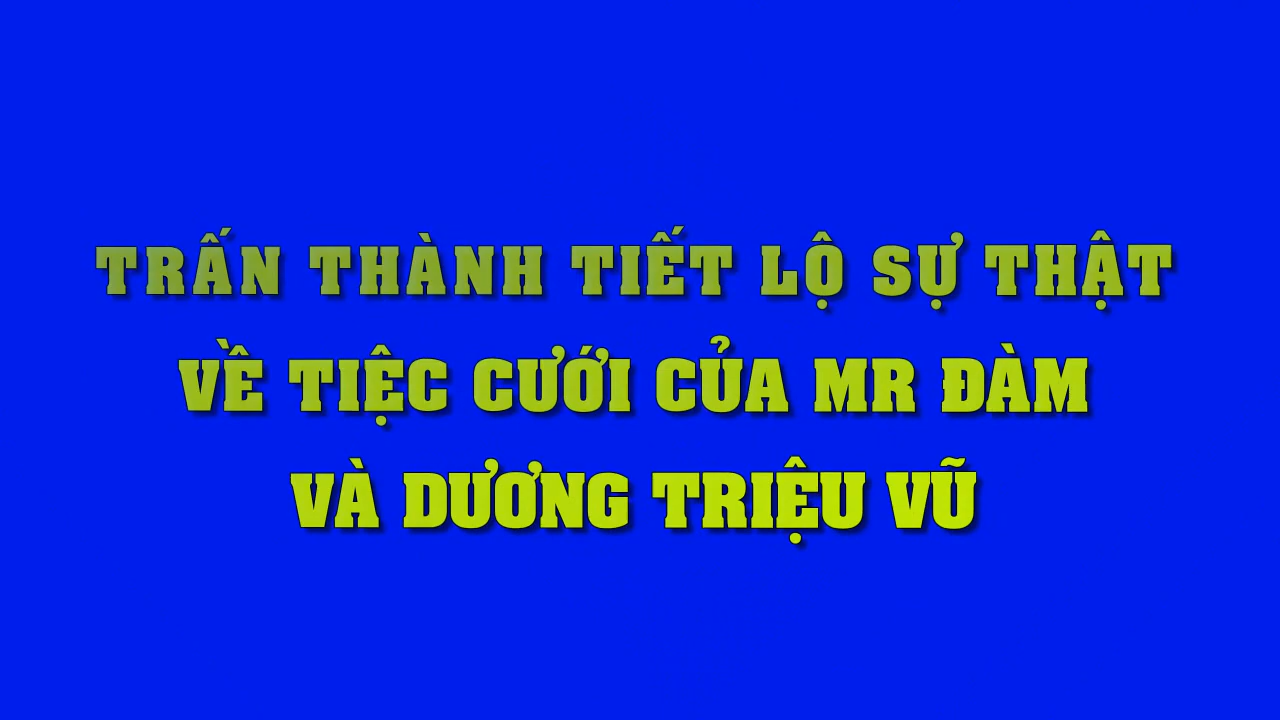 TRẤN THÀNH TIẾT LỘ SỰ THẬT
VỀ TIỆC CƯỚI CỦA MR ĐÀM
VÀ DƯƠNG TRIỆU VŨ